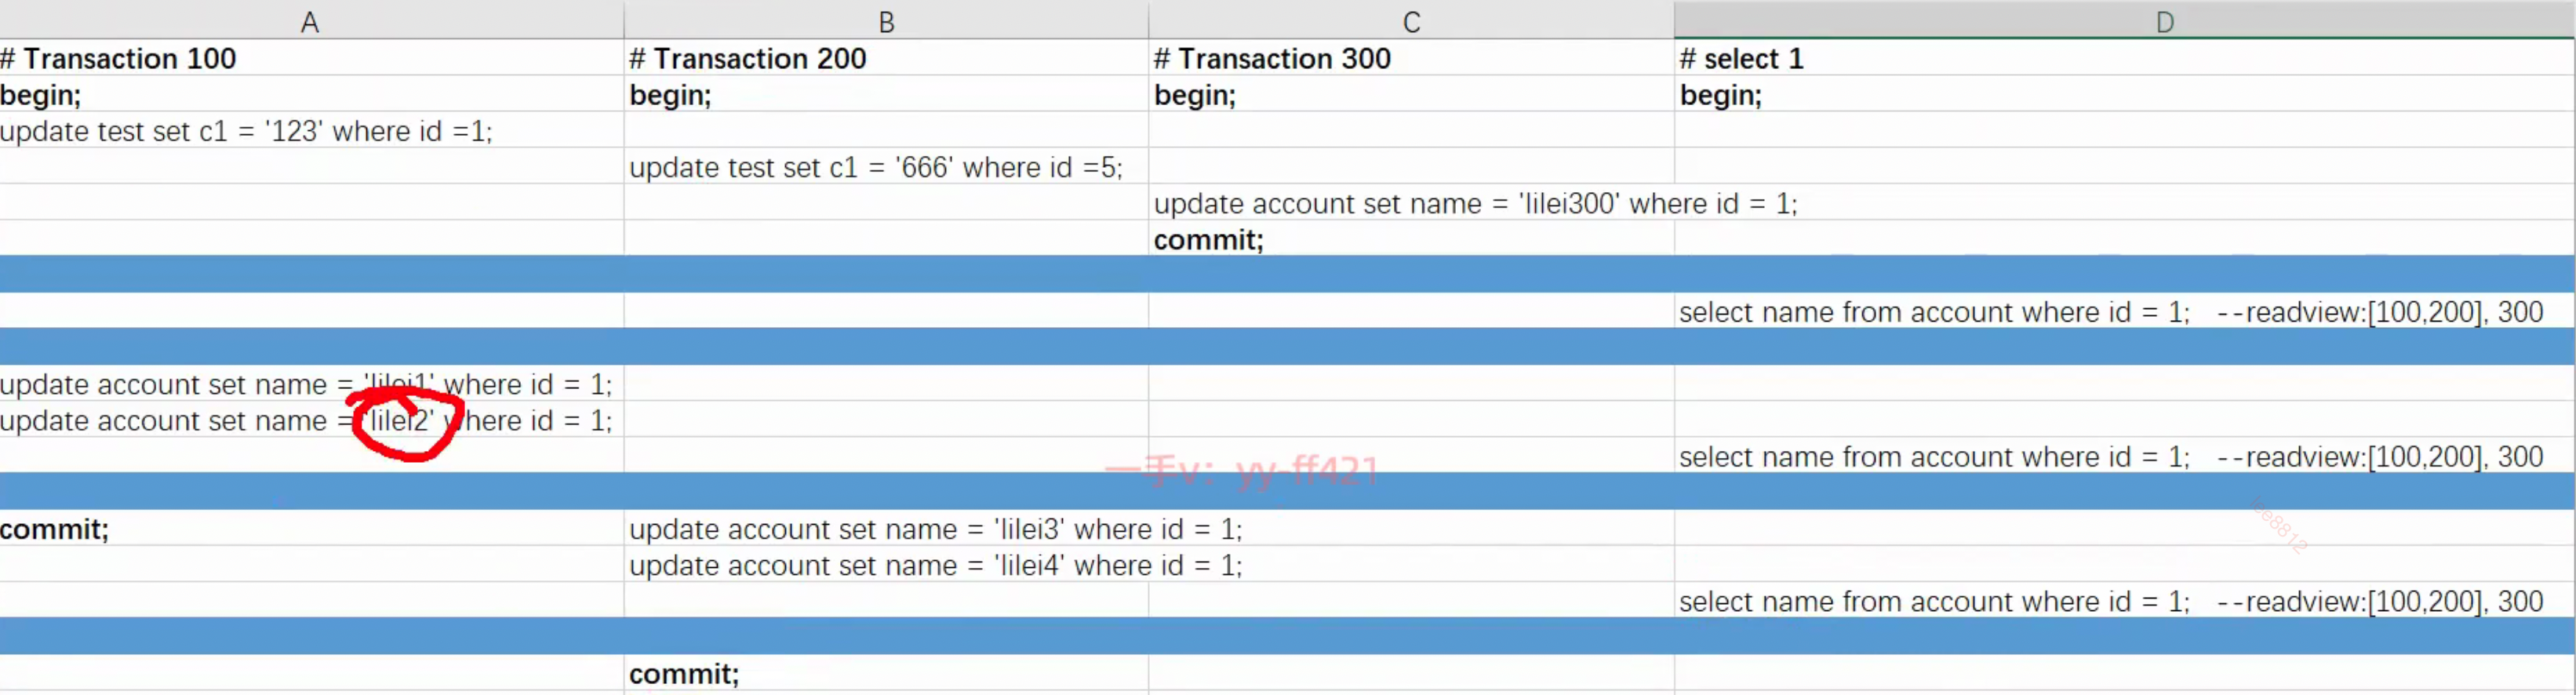 A B C D
# Transaction 100 # Transaction 200 # Transaction 300 # select 1
begin; begin; begin; begin;
update test set c1 = '123' where id =1;
update test set c1 = '666' where id =5;
update account set name = 'lilei300' where id = 1;
commit;
select name from account where id = 1; --readview:[100,200], 300
update account set name = 'lilei1' where id = 1;
update account set name = 'lilei2' where id = 1;
select name from account where id = 1; --readview:[100,200], 300
一手v：yy-ff421
commit; update account set name = 'lilei3' where id = 1;
update account set name = 'lilei4' where id = 1;
select name from account where id = 1; --readview:[100,200], 300
commit;